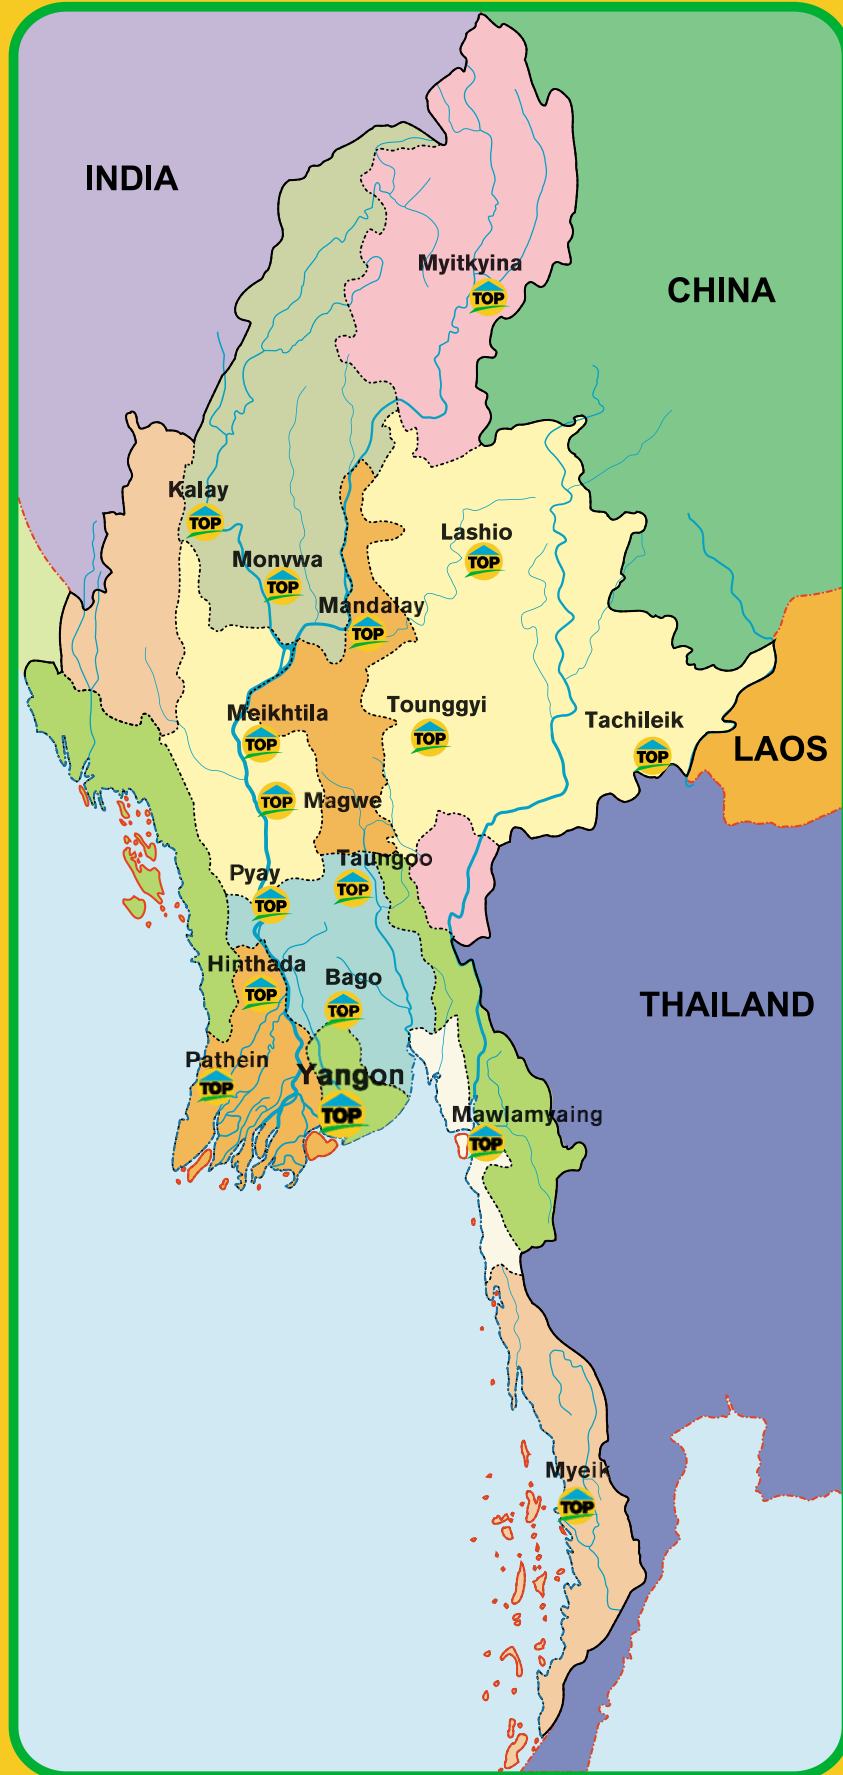 INDIA
Myitkyina
TOP
CHINA
Kalay
TOP
Lashio
TOP
Monvwa
TOP
Mandalay
TOP
Meikhtila
TOP
Tounggyi
TOP
Tachileik
TOP
LAOS
TOP
Magwe
Taungoo
TOP
Pyay
TOP
Hinthada
TOP
Bago
TOP
THAILAND
Pathein
TOP
Yangon
TOP
Mawlamyaing
TOP
Myeik
TOP